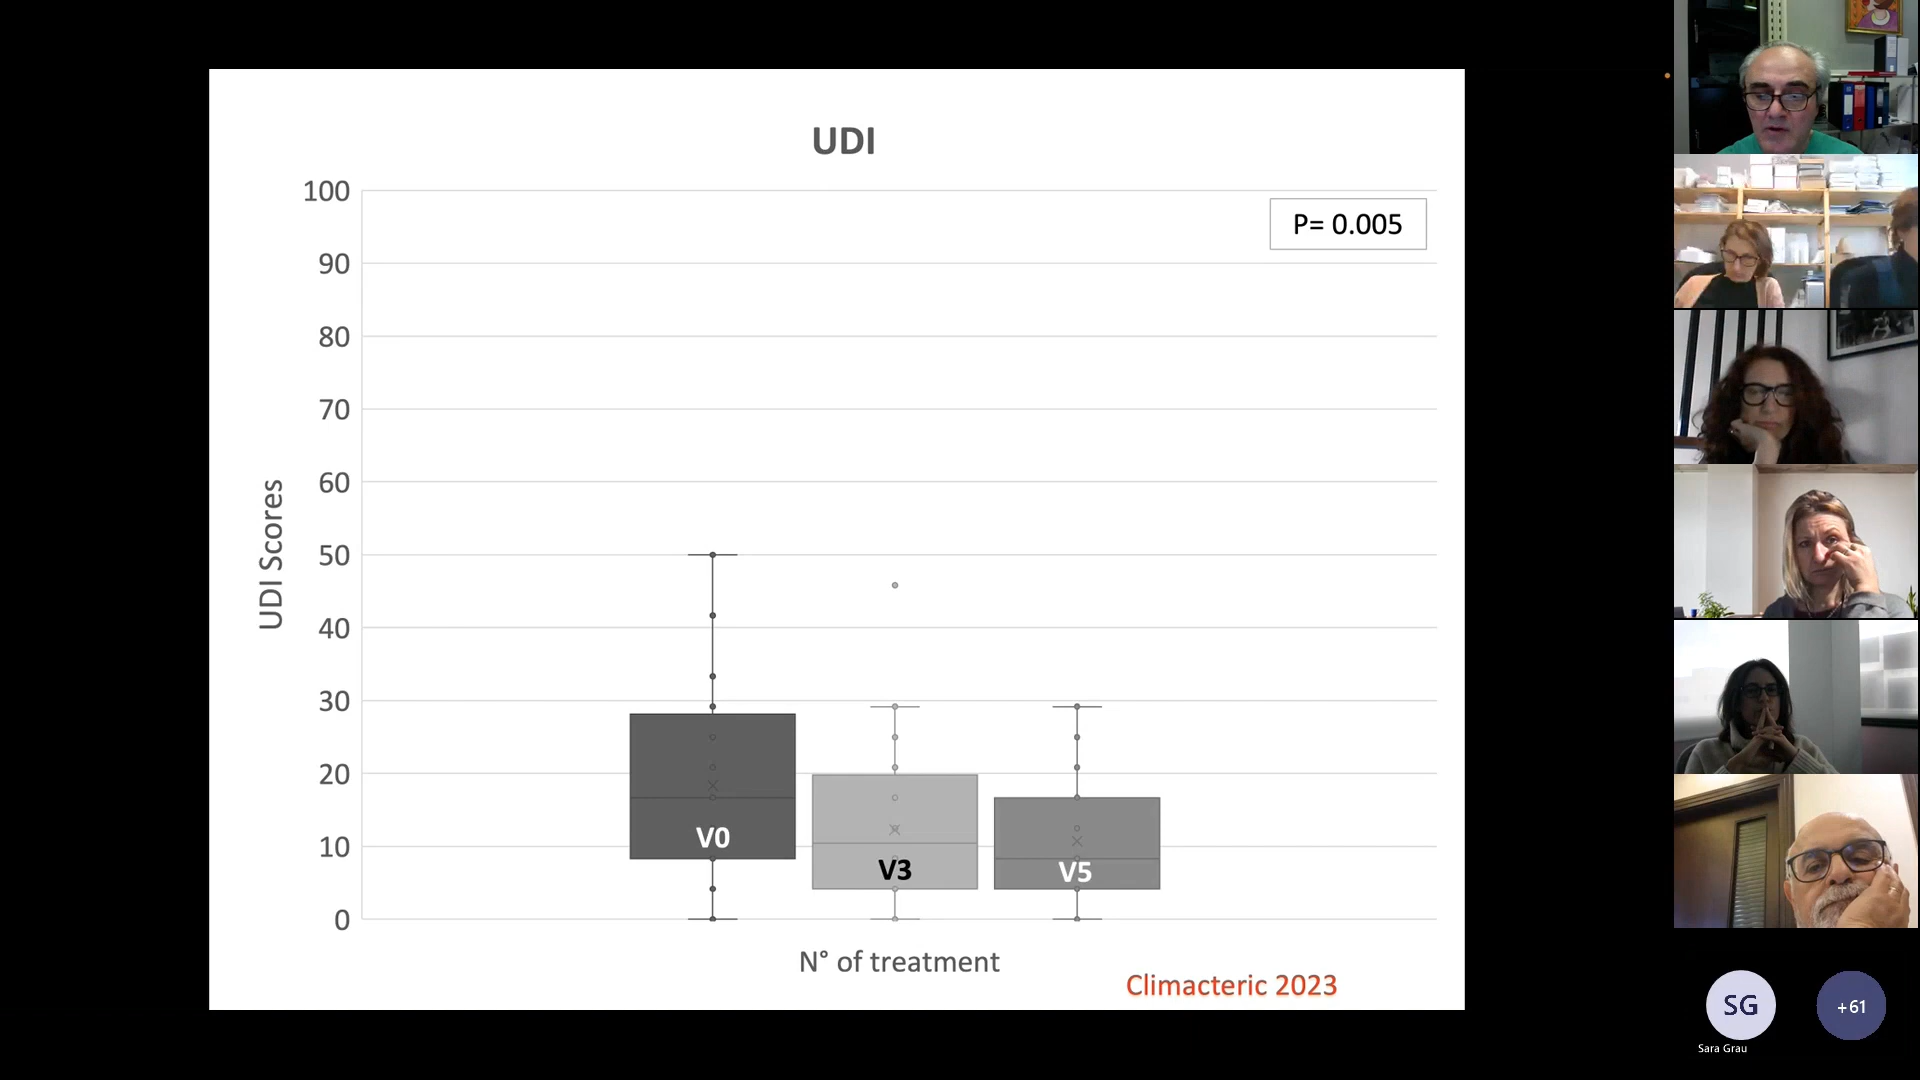 UDI
P= 0.005
100
90
80
70
60
50
40
30
20
10
0
UDI Scores
V0
V3
V5
N° of treatment
Climacteric 2023
SG
+61
Sara Grau